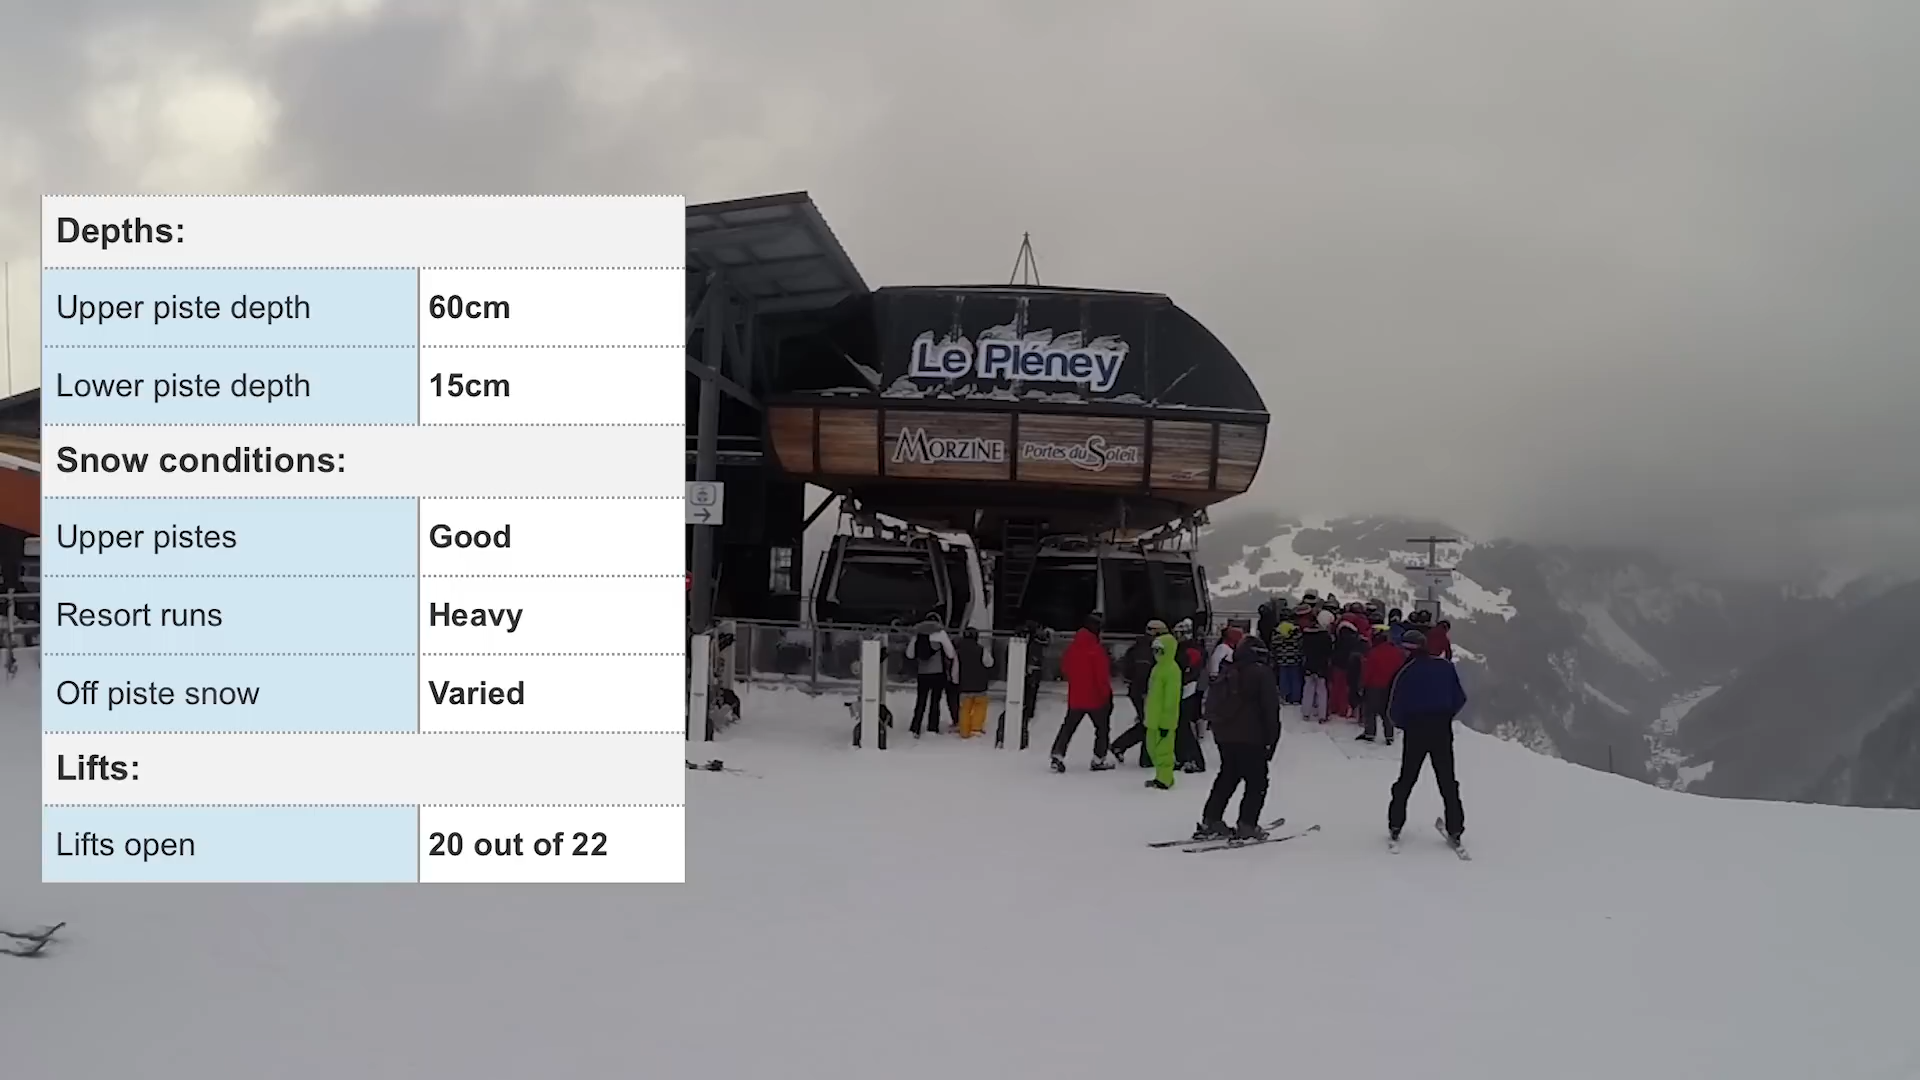 Depths:
Upper piste depth 60cm
Lower piste depth 15cm
Snow conditions:
Upper pistes Good
Resort runs Heavy
Off piste snow Varied
Lifts:
Lifts open 20 out of 22
Le Pléney
MORZINE Portes du Soleil